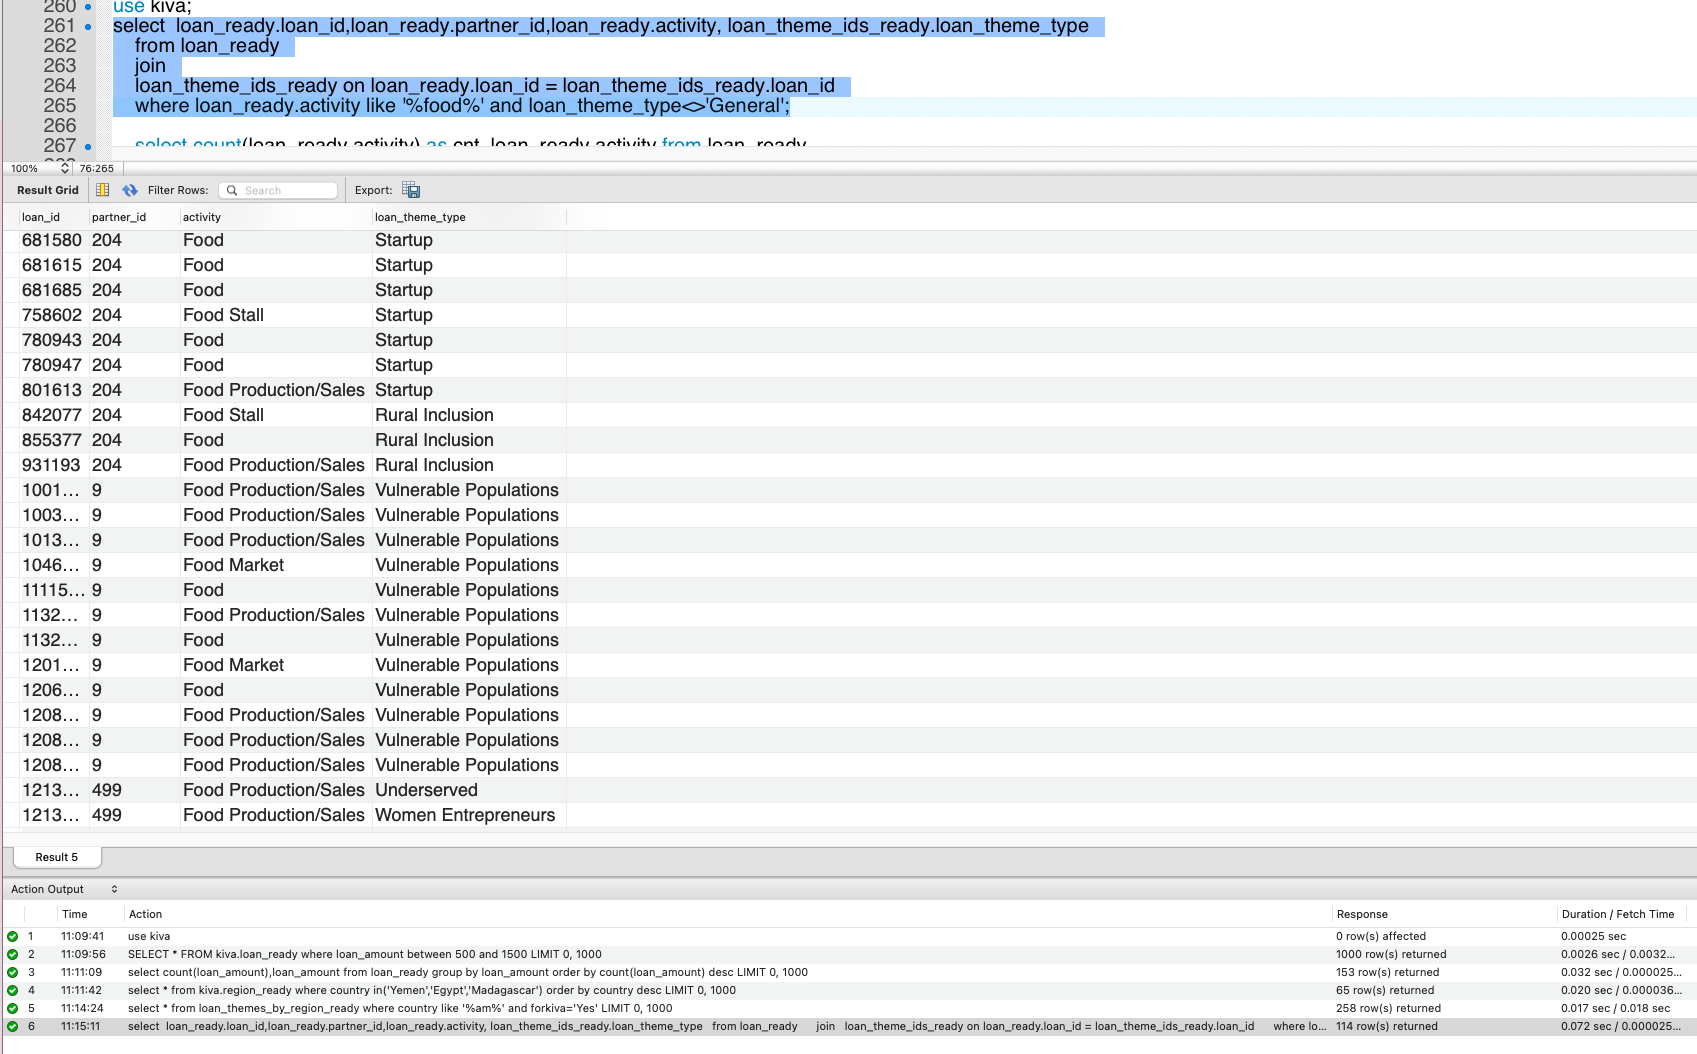 260 use kiva;
261 select  loan_ready.loan_id,loan_ready.partner_id,loan_ready.activity, loan_theme_ids_ready.loan_theme_type
262 from loan_ready
263 join
264 loan_theme_ids_ready on loan_ready.loan_id = loan_theme_ids_ready.loan_id
265 where loan_ready.activity like '%food%' and loan_theme_type<>'General';
266
267 select count(loan_ready.activity) as cnt, loan_ready.activity from loan_ready
100% 76:265
Result Grid Filter Rows: Search Export:
loan_id partner_id activity loan_theme_type
681580 204 Food Startup
681615 204 Food Startup
681685 204 Food Startup
758602 204 Food Stall Startup
780943 204 Food Startup
780947 204 Food Startup
801613 204 Food Production/Sales Startup
842077 204 Food Stall Rural Inclusion
855377 204 Food Rural Inclusion
931193 204 Food Production/Sales Rural Inclusion
1001... 9 Food Production/Sales Vulnerable Populations
1003... 9 Food Production/Sales Vulnerable Populations
1013... 9 Food Production/Sales Vulnerable Populations
1046... 9 Food Market Vulnerable Populations
11115... 9 Food Vulnerable Populations
1132... 9 Food Production/Sales Vulnerable Populations
1132... 9 Food Vulnerable Populations
1201... 9 Food Market Vulnerable Populations
1206... 9 Food Vulnerable Populations
1208... 9 Food Production/Sales Vulnerable Populations
1208... 9 Food Production/Sales Vulnerable Populations
1208... 9 Food Production/Sales Vulnerable Populations
1213... 499 Food Production/Sales Underserved
1213... 499 Food Production/Sales Women Entrepreneurs
Result 5
Action Output
Time Action Response Duration / Fetch Time
1 11:09:41 use kiva 0 row(s) affected 0.00025 sec
2 11:09:56 SELECT * FROM kiva.loan_ready where loan_amount between 500 and 1500 LIMIT 0, 1000 1000 row(s) returned 0.0026 sec / 0.0032...
3 11:11:09 select count(loan_amount),loan_amount from loan_ready group by loan_amount order by count(loan_amount) desc LIMIT 0, 1000 153 row(s) returned 0.032 sec / 0.000025...
4 11:11:42 select * from kiva.region_ready where country in('Yemen','Egypt','Madagascar') order by country desc LIMIT 0, 1000 65 row(s) returned 0.020 sec / 0.000036...
5 11:14:24 select * from loan_themes_by_region_ready where country like '%am%' and forkiva='Yes' LIMIT 0, 1000 258 row(s) returned 0.017 sec / 0.018 sec
6 11:15:11 select  loan_ready.loan_id,loan_ready.partner_id,loan_ready.activity, loan_theme_ids_ready.loan_theme_type from loan_ready join loan_theme_ids_ready on loan_ready.loan_id = loan_theme_ids_ready.loan_id where lo... 114 row(s) returned 0.072 sec / 0.000025...